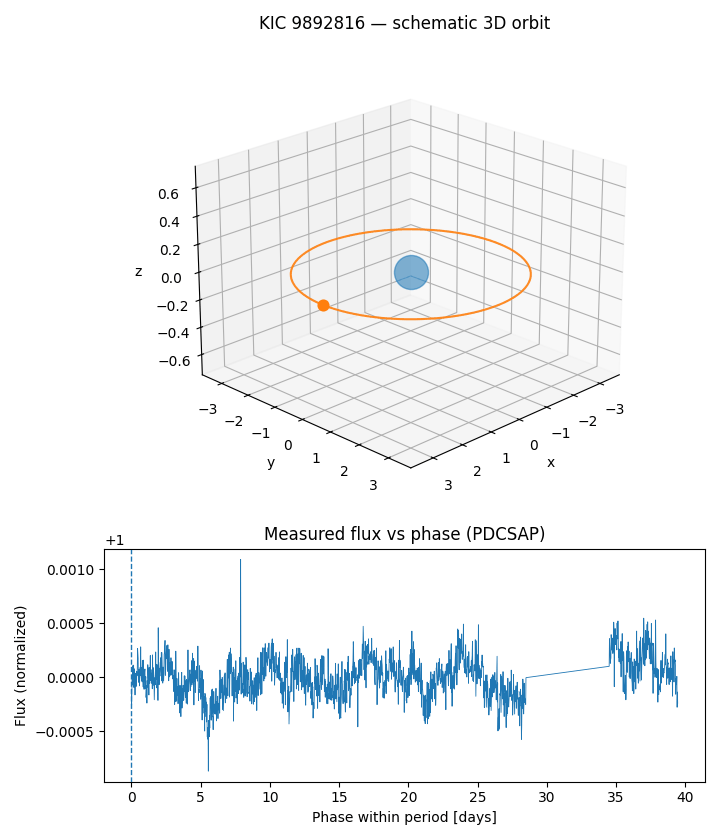 KIC 9892816 — schematic 3D orbit
0.6
0.4
0.2
z
0.0
−0.2
−0.4
−0.6
−3 −2 −1 0 1 2 3
y
3 2 1 0 −1 −2 −3
x
Measured flux vs phase (PDCSAP)
+1
Flux (normalized)
0.0010
0.0005
0.0000
−0.0005
0 5 10 15 20 25 30 35 40
Phase within period [days]